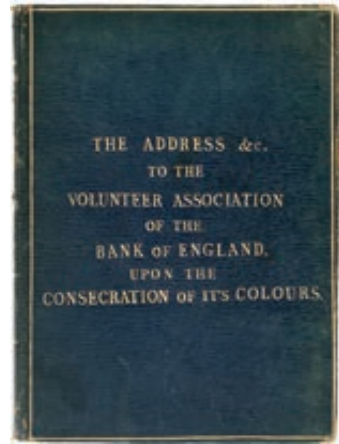 THE ADDRESS &c.
TO THE
VOLUNTEER ASSOCIATION
OF THE
BANK OF ENGLAND,
UPON THE
CONSECRATION OF IT'S COLOURS.